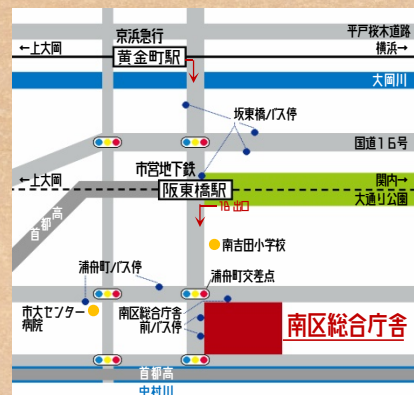 平戸桜木道路
京浜急行
←上大岡
横浜→
黄金町駅
大岡川
坂東橋バス停
国道16号
市営地下鉄
←上大岡
阪東橋駅
関内→
大通り公園
首都高
1B出口
南吉田小学校
浦舟町バス停
浦舟町交差点
市大センター
病院
南区総合庁舎
前バス停
南区総合庁舎
首都高
中村川